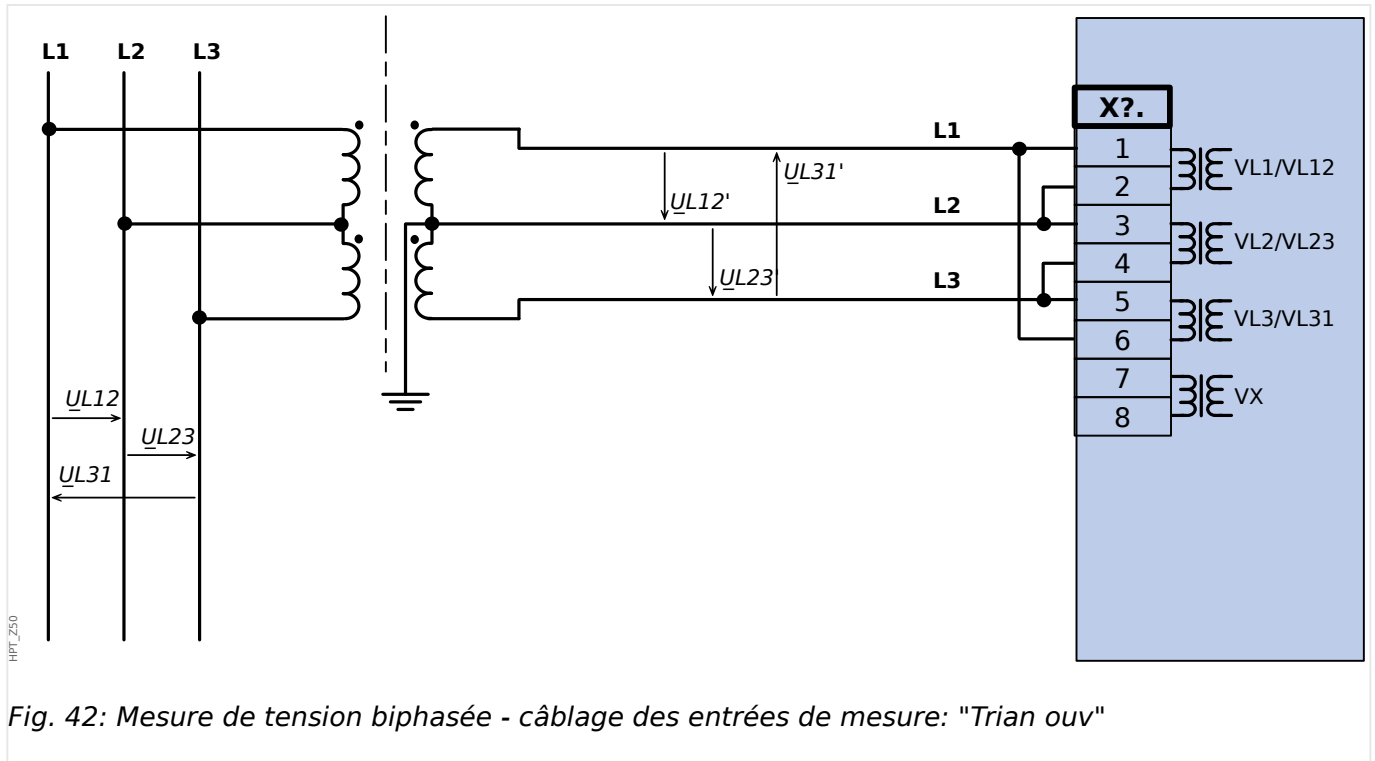 L1 L2 L3
X?.
L1
1
UL31'
VL1/VL12
2
UL12'
L2
3
VL2/VL23
4
UL23'
L3
5
VL3/VL31
6
7
VX
8
UL12
UL23
UL31
HPT_Z50
Fig. 42: Mesure de tension biphasée - câblage des entrées de mesure: "Trian ouv"